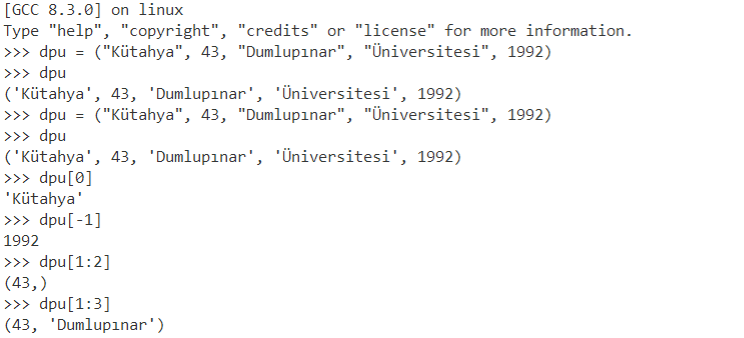 [GCC 8.3.0] on linux
Type "help", "copyright", "credits" or "license" for more information.
>>> dpu = ("Kütahya", 43, "Dumlupınar", "Üniversitesi", 1992)
>>> dpu
('Kütahya', 43, 'Dumlupınar', 'Üniversitesi', 1992)
>>> dpu = ("Kütahya", 43, "Dumlupınar", "Üniversitesi", 1992)
>>> dpu
('Kütahya', 43, 'Dumlupınar', 'Üniversitesi', 1992)
>>> dpu[0]
'Kütahya'
>>> dpu[-1]
1992
>>> dpu[1:2]
(43,)
>>> dpu[1:3]
(43, 'Dumlupınar')